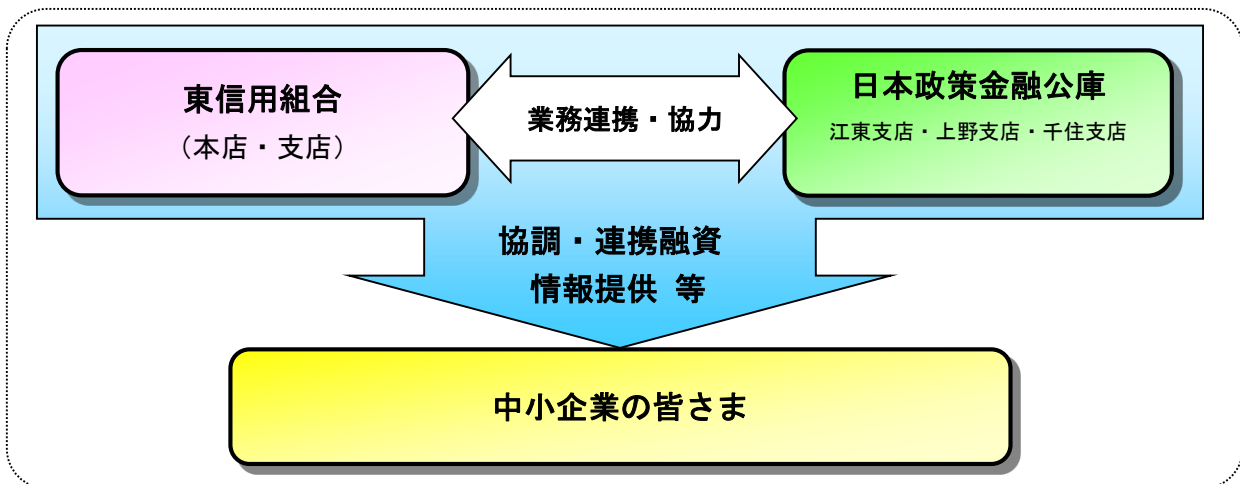 東信用組合
（本店・支店）
業務連携・協力
日本政策金融公庫
江東支店・上野支店・千住支店
協調・連携融資
情報提供 等
中小企業の皆さま